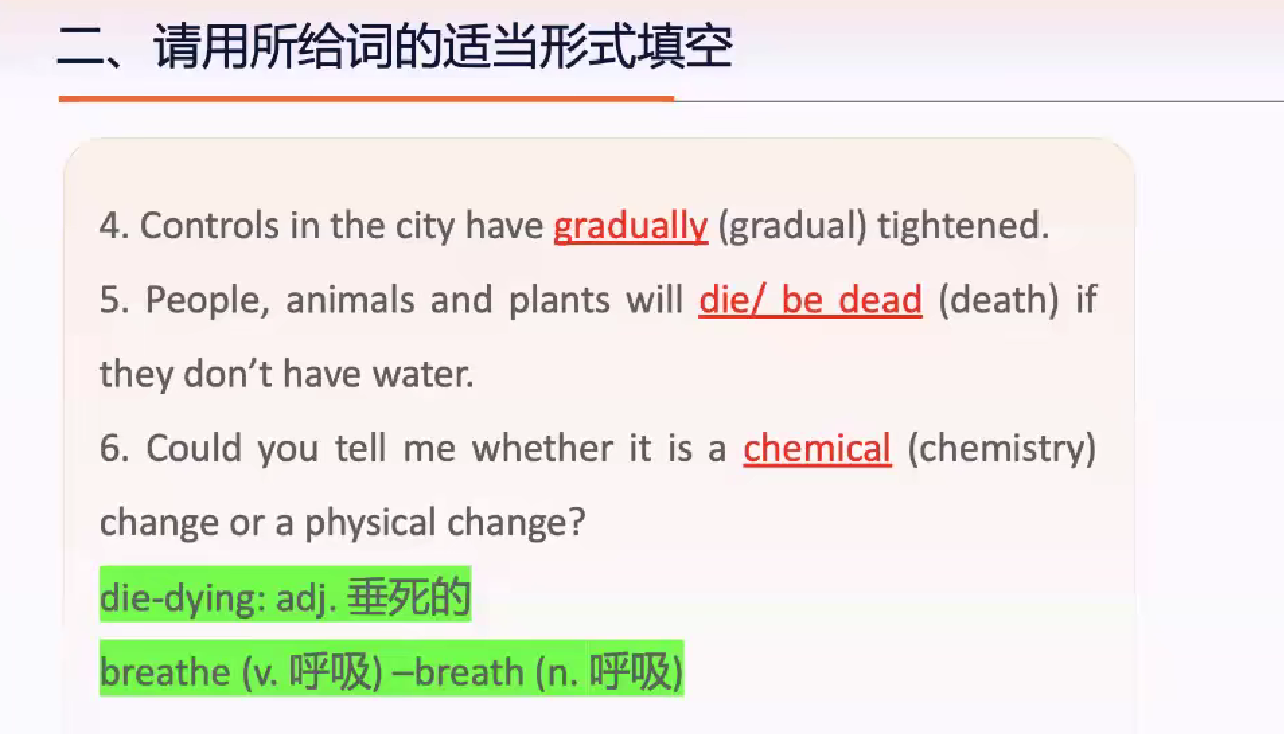 二、请用所给词的适当形式填空
4. Controls in the city have gradually (gradual) tightened.
5. People, animals and plants will die/ be dead (death) if
they don’t have water.
6. Could you tell me whether it is a chemical (chemistry)
change or a physical change?
die-dying: adj. 垂死的
breathe (v. 呼吸) –breath (n. 呼吸)